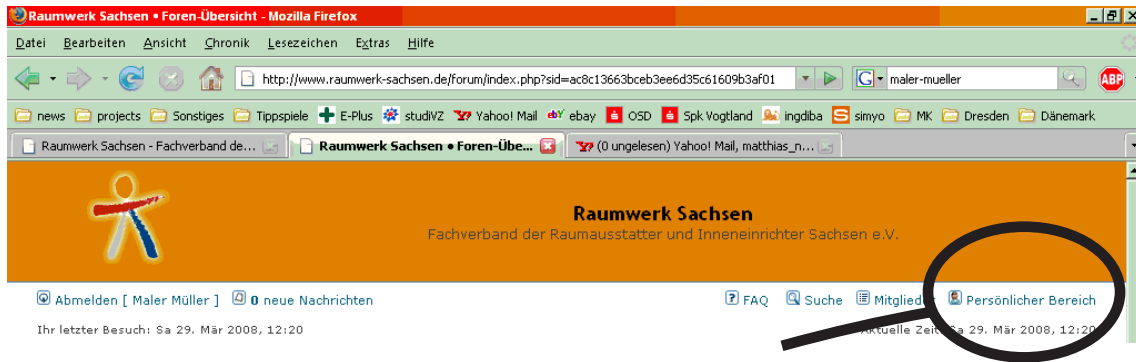 Raumwerk Sachsen • Foren-Übersicht - Mozilla Firefox
Datei Bearbeiten Ansicht Chronik Lesezeichen Extras Hilfe
http://www.raumwerk-sachsen.de/forum/index.php?sid=ac8c13663bceb3ee6d35c61609b3af01 G maler-mueller ABP
news projects Sonstiges Tippspiele E-Plus studiVZ Yahoo! Mail ebay OSD Spk Vogtland ingdiba simyo MK Dresden Dänemark
Raumwerk Sachsen - Fachverband de... Raumwerk Sachsen • Foren-Übe... (0 ungelesen) Yahoo! Mail, matthias_n...
Raumwerk Sachsen
Fachverband der Raumausstatter und Inneneinrichter Sachsen e.V.
Abmelden [ Maler Müller ] 0 neue Nachrichten FAQ Suche Mitglieder Persönlicher Bereich
Ihr letzter Besuch: Sa 29. Mär 2008, 12:20 Aktuelle Zeit: Sa 29. Mär 2008, 12:20